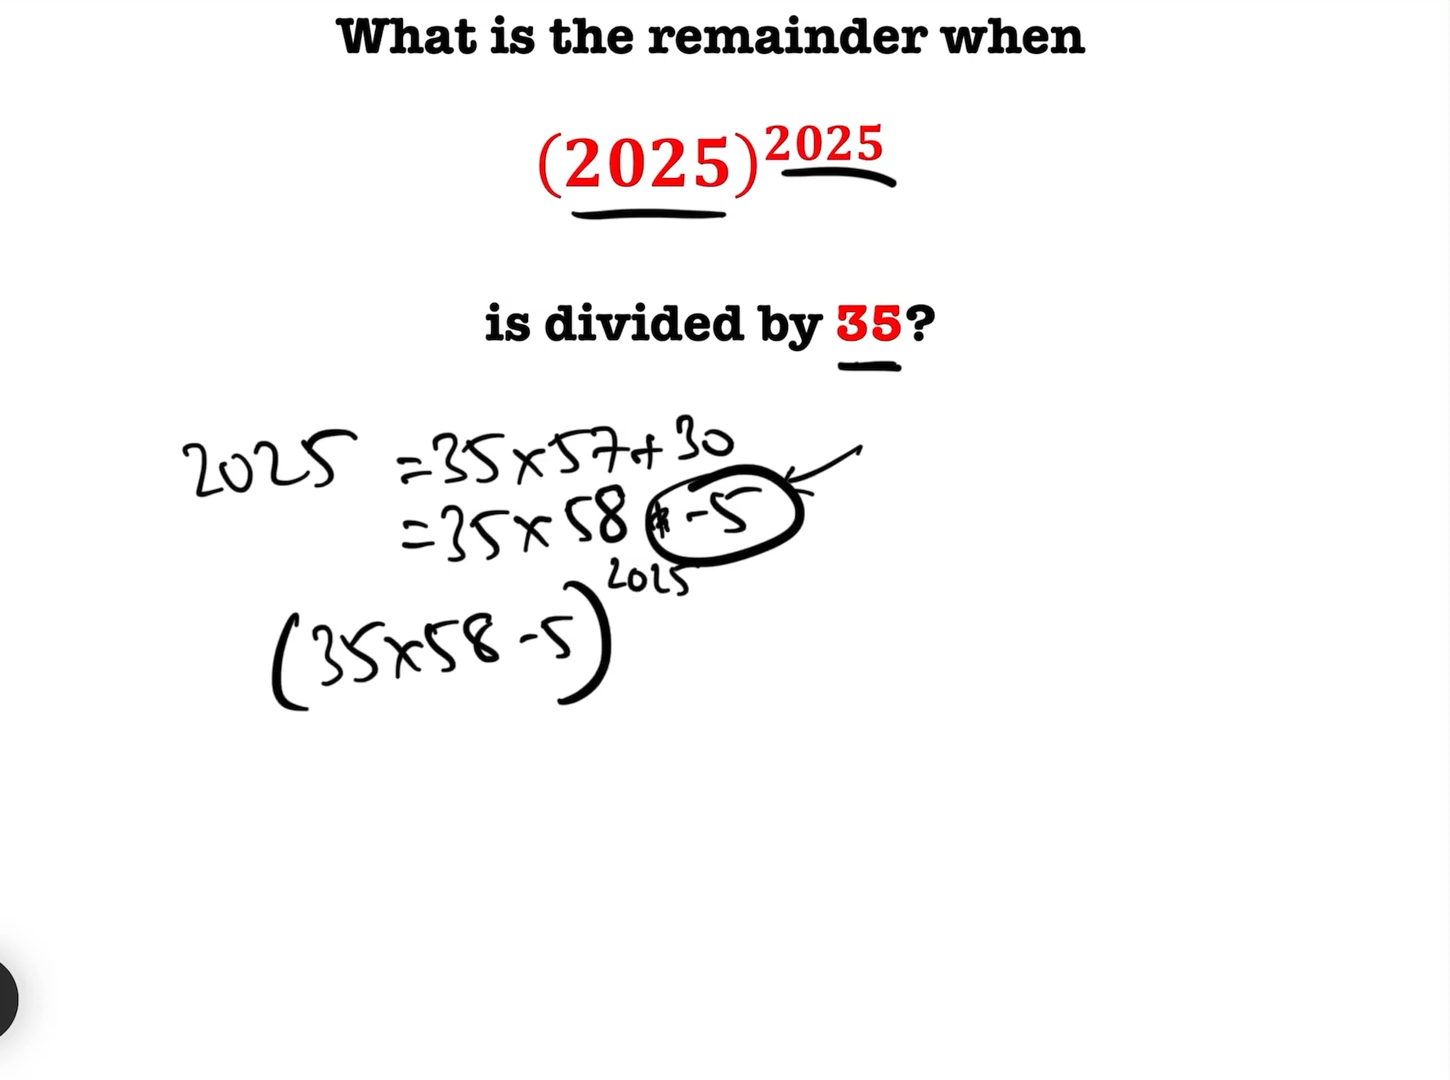 What is the remainder when
(2025)^2025
is divided by 35?
2025 = 35 x 57 + 30
= 35 x 58 -5
(35 x 58 - 5)^2025